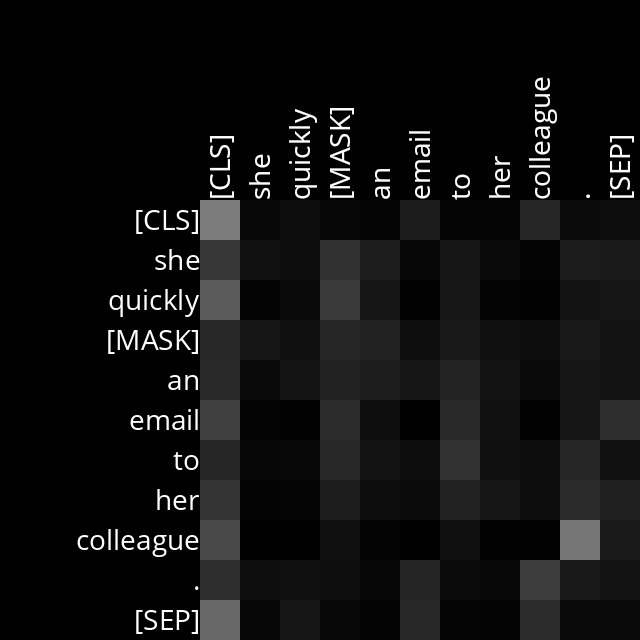 [CLS] she quickly [MASK] an email to her colleague . [SEP]
[CLS]
she
quickly
[MASK]
an
email
to
her
colleague
.
[SEP]